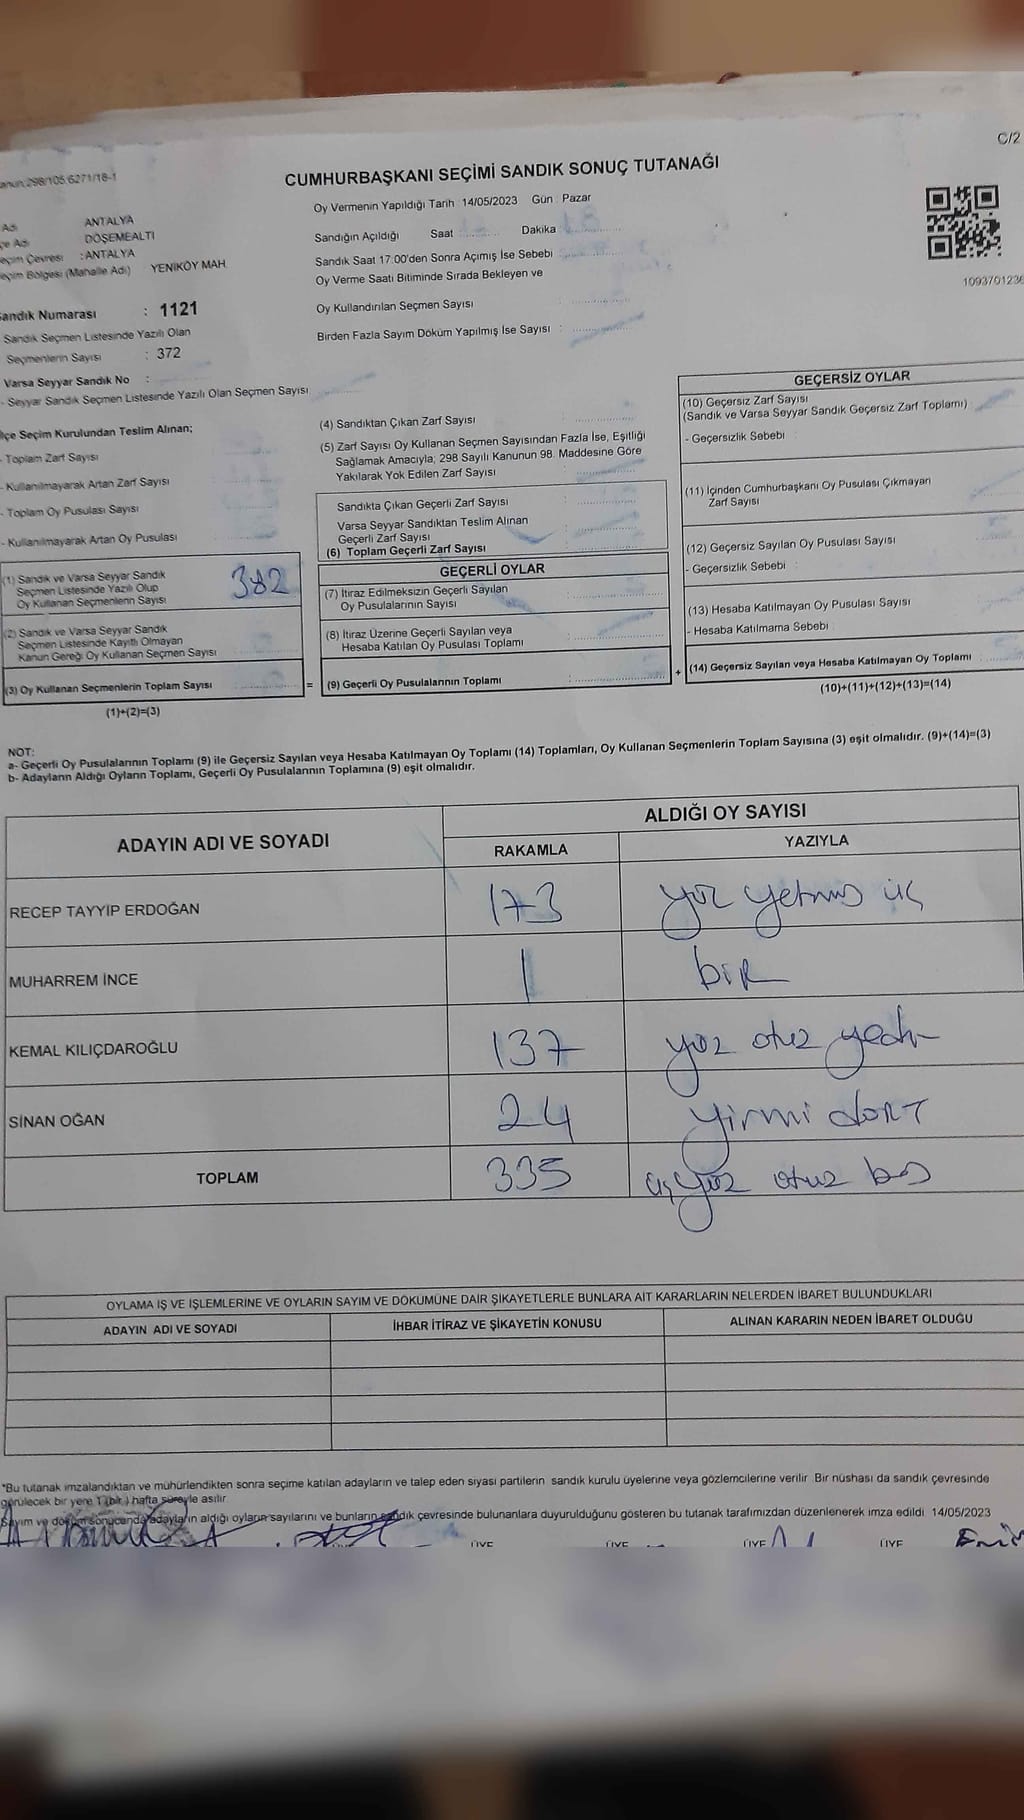 C/2
CUMHURBAŞKANI SEÇİMİ SANDIK SONUÇ TUTANAĞI
anun:298/105;6271/18-1
Adı ANTALYA
çe Adı DÖŞEMEALTI
eçim Çevresi : ANTALYA
eçim Bölgesi (Mahalle Adı) YENİKÖY MAH.
andık Numarası : 1121
Sandık Seçmen Listesinde Yazılı Olan
Seçmenlerin Sayısı : 372
Varsa Seyyar Sandık No :
- Seyyar Sandık Seçmen Listesinde Yazılı Olan Seçmen Sayısı
Oy Vermenin Yapıldığı Tarih : 14/05/2023 Gün : Pazar
Sandığın Açıldığı Saat Dakika
Sandık Saat 17:00'den Sonra Açımış İse Sebebi
Oy Verme Saati Bitiminde Sırada Bekleyen ve
Oy Kullandırılan Seçmen Sayısı
Birden Fazla Sayım Döküm Yapılmış İse Sayısı :
ilçe Seçim Kurulundan Teslim Alınan;
- Toplam Zarf Sayısı
- Kullanılmayarak Artan Zarf Sayısı
- Toplam Oy Pusulası Sayısı
- Kullanılmayarak Artan Oy Pusulası
(1) Sandık ve Varsa Seyyar Sandık
Seçmen Listesinde Yazılı Olup
Oy Kullanan Seçmenlerin Sayısı
(2) Sandık ve Varsa Seyyar Sandık
Seçmen Listesinde Kayıtlı Olmayan
Kanun Gereği Oy Kullanan Seçmen Sayısı
(3) Oy Kullanan Seçmenlerin Toplam Sayısı
(1)+(2)=(3)
=
(4) Sandıktan Çıkan Zarf Sayısı
(5) Zarf Sayısı Oy Kullanan Seçmen Sayısından Fazla İse, Eşitliği
Sağlamak Amacıyla; 298 Sayılı Kanunun 98. Maddesine Göre
Yakılarak Yok Edilen Zarf Sayısı
Sandıkta Çıkan Geçerli Zarf Sayısı
Varsa Seyyar Sandıktan Teslim Alınan
Geçerli Zarf Sayısı
(6) Toplam Geçerli Zarf Sayısı
GEÇERLİ OYLAR
(7) İtiraz Edilmeksizin Geçerli Sayılan
Oy Pusulalarının Sayısı
(8) İtiraz Üzerine Geçerli Sayılan veya
Hesaba Katılan Oy Pusulası Toplamı
(9) Geçerli Oy Pusulalarının Toplamı
+
GEÇERSİZ OYLAR
(10) Geçersiz Zarf Sayısı
(Sandık ve Varsa Seyyar Sandık Geçersiz Zarf Toplamı)
- Geçersizlik Sebebi
(11) İçinden Cumhurbaşkanı Oy Pusulası Çıkmayan
Zarf Sayısı
(12) Geçersiz Sayılan Oy Pusulası Sayısı
- Geçersizlik Sebebi :
(13) Hesaba Katılmayan Oy Pusulası Sayısı
- Hesaba Katılmama Sebebi
(14) Geçersiz Sayılan veya Hesaba Katılmayan Oy Toplamı
(10)+(11)+(12)+(13)=(14)
NOT:
a- Geçerli Oy Pusulalarının Toplamı (9) ile Geçersiz Sayılan veya Hesaba Katılmayan Oy Toplamı (14) Toplamları, Oy Kullanan Seçmenlerin Toplam Sayısına (3) eşit olmalıdır. (9)+(14)=(3)
b- Adayların Aldığı Oyların Toplamı, Geçerli Oy Pusulalarının Toplamına (9) eşit olmalıdır.
ADAYIN ADI VE SOYADI ALDIĞI OY SAYISI
RAKAMLA YAZIYLA
RECEP TAYYİP ERDOĞAN 173 yüz yetmiş üç
MUHARREM İNCE 1 bir
KEMAL KILIÇDAROĞLU 137 yüz otuz yedi
SİNAN OĞAN 24 yirmi dört
TOPLAM 335 üçyüz otuz beş
OYLAMA İŞ VE İŞLEMLERİNE VE OYLARIN SAYIM VE DÖKÜMÜNE DAİR ŞİKAYETLERLE BUNLARA AİT KARARLARIN NELERDEN İBARET BULUNDUKLARI
ADAYIN ADI VE SOYADI İHBAR İTİRAZ VE ŞİKAYETİN KONUSU ALINAN KARARIN NEDEN İBARET OLDUĞU
*Bu tutanak imzalandıktan ve mühürlendikten sonra seçime katılan adayların ve talep eden siyasi partilerin sandık kurulu üyelerine veya gözlemcilerine verilir. Bir nüshası da sandık çevresinde
görülecek bir yere 1 (bir ) hafta süreyle asılır.
Sayım ve döküm sonucunda adayların aldığı oyların sayılarını ve bunların sandık çevresinde bulunanlara duyurulduğunu gösteren bu tutanak tarafımızdan düzenlenerek imza edildi 14/05/2023
ÜYE ÜYE ÜYE ÜYE